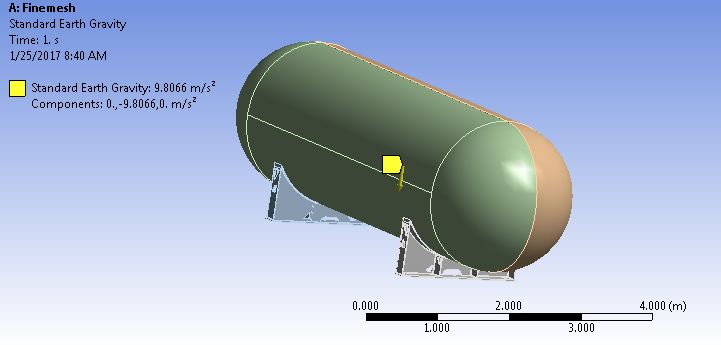 A: Finemesh
Standard Earth Gravity
Time: 1. s
1/25/2017 8:40 AM
Standard Earth Gravity: 9.8066 m/s²
Components: 0.,-9.8066,0. m/s²
0.000 2.000 4.000 (m)
1.000 3.000